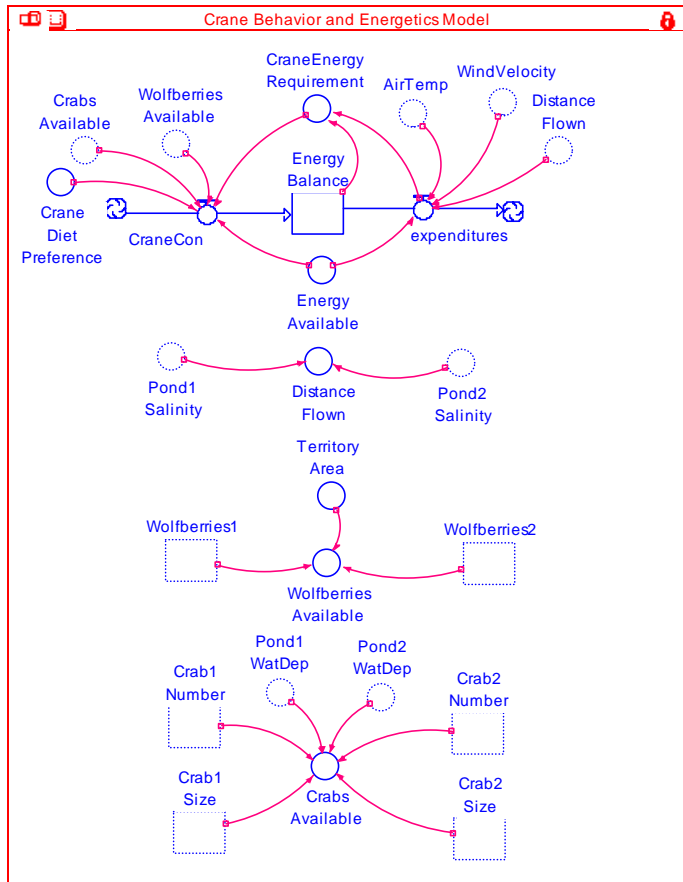 Crane Behavior and Energetics Model
CraneEnergy
Requirement
AirTemp
WindVelocity
Crabs
Available
Wolfberries
Available
Distance
Flown
Energy
Balance
Crane
Diet
Preference
CraneCon
expenditures
Energy
Available
Pond1
Salinity
Distance
Flown
Pond2
Salinity
Territory
Area
Wolfberries1
Wolfberries2
Wolfberries
Available
Pond1
WatDep
Pond2
WatDep
Crab1
Number
Crab2
Number
Crab1
Size
Crabs
Available
Crab2
Size